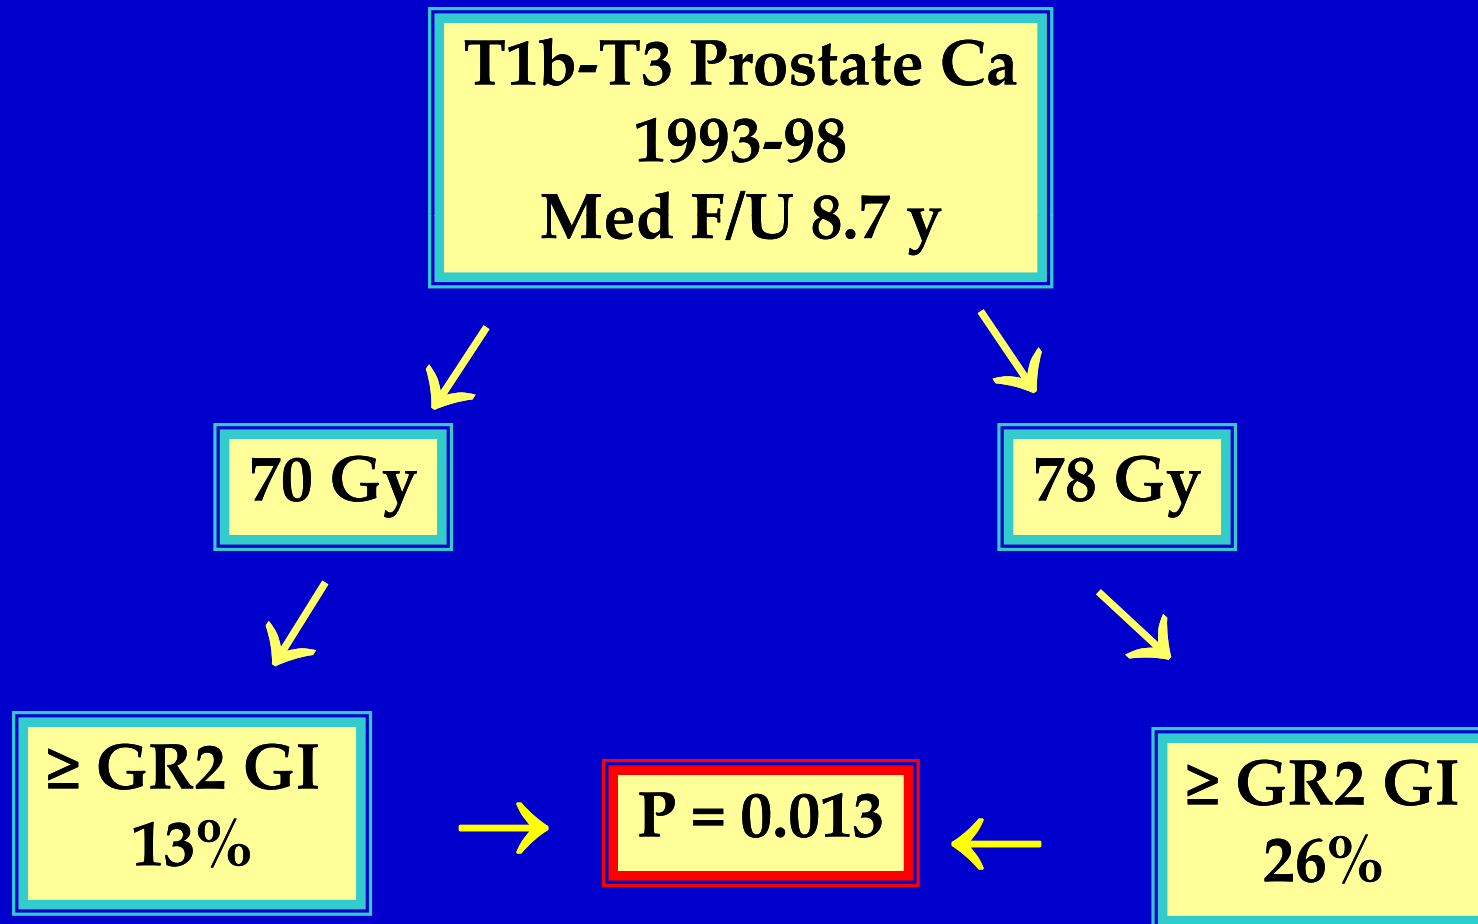 T1b-T3 Prostate Ca
1993-98
Med F/U 8.7 y
70 Gy
78 Gy
≥ GR2 GI
13%
P = 0.013
≥ GR2 GI
26%